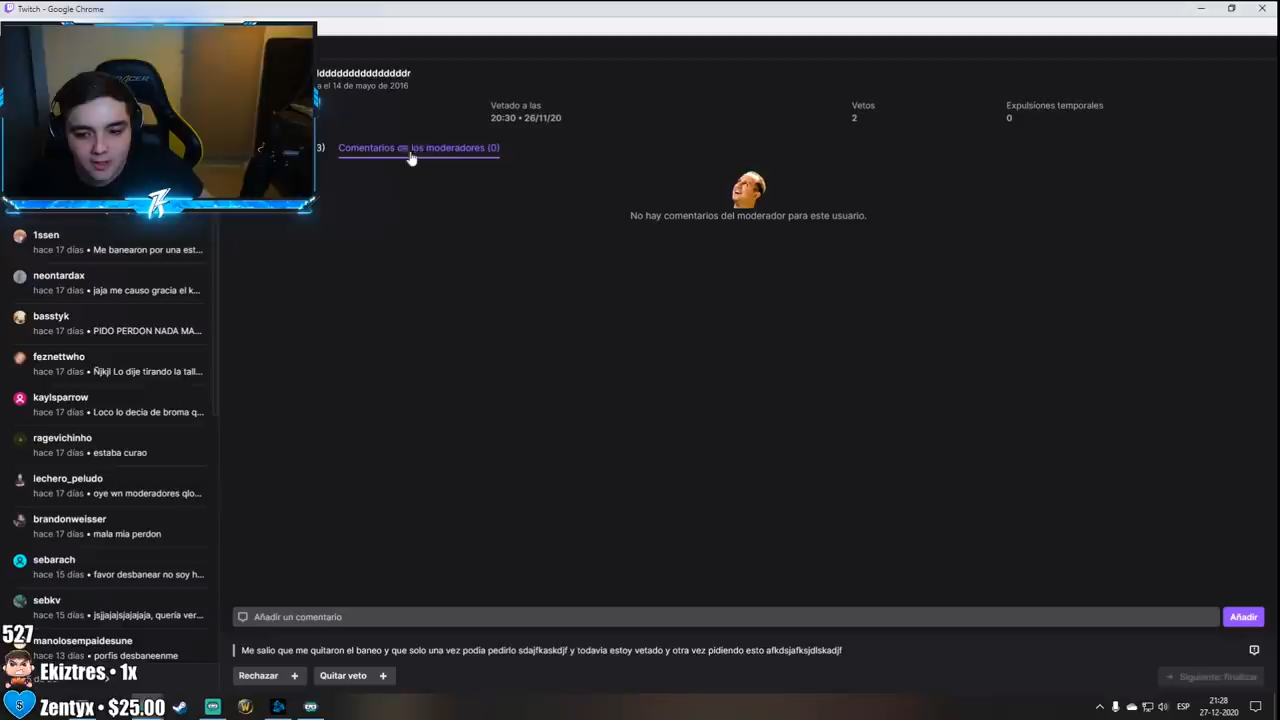 Twitch - Google Chrome
ldddddddddddddddr
a el 14 de mayo de 2016
Vetado a las
20:30 • 26/11/20
Vetos
2
Expulsiones temporales
0
3)
Comentarios de los moderadores (0)
No hay comentarios del moderador para este usuario.
1ssen
hace 17 días • Me banearon por una est...
neontardax
hace 17 días • jaja me causo gracia el k...
basstyk
hace 17 días • PIDO PERDON NADA MA...
feznettwho
hace 17 días • Ñjkjl Lo dije tirando la tall...
kaylsparrow
hace 17 días • Loco lo decia de broma q...
ragevichinho
hace 17 días • estaba curao
lechero_peludo
hace 17 días • oye wn moderadores qlo...
brandonweisser
hace 17 días • mala mia perdon
sebarach
hace 15 días • favor desbanear no soy h...
sebkv
hace 15 días • jsjjajajsjajajaja, quería ver...
manolosempaidesune
hace 13 días • porfis desbaneenme
527
Ekiztres • 1x
Zentyx • $25.00
Añadir un comentario
Añadir
Me salio que me quitaron el baneo y que solo una vez podia pedirlo sdajfkaskdjf y todavia estoy vetado y otra vez pidiendo esto afkdsjafksjdlskadjf
Rechazar +
Quitar veto +
Siguiente: finalizar
ESP
21:28
27-12-2020